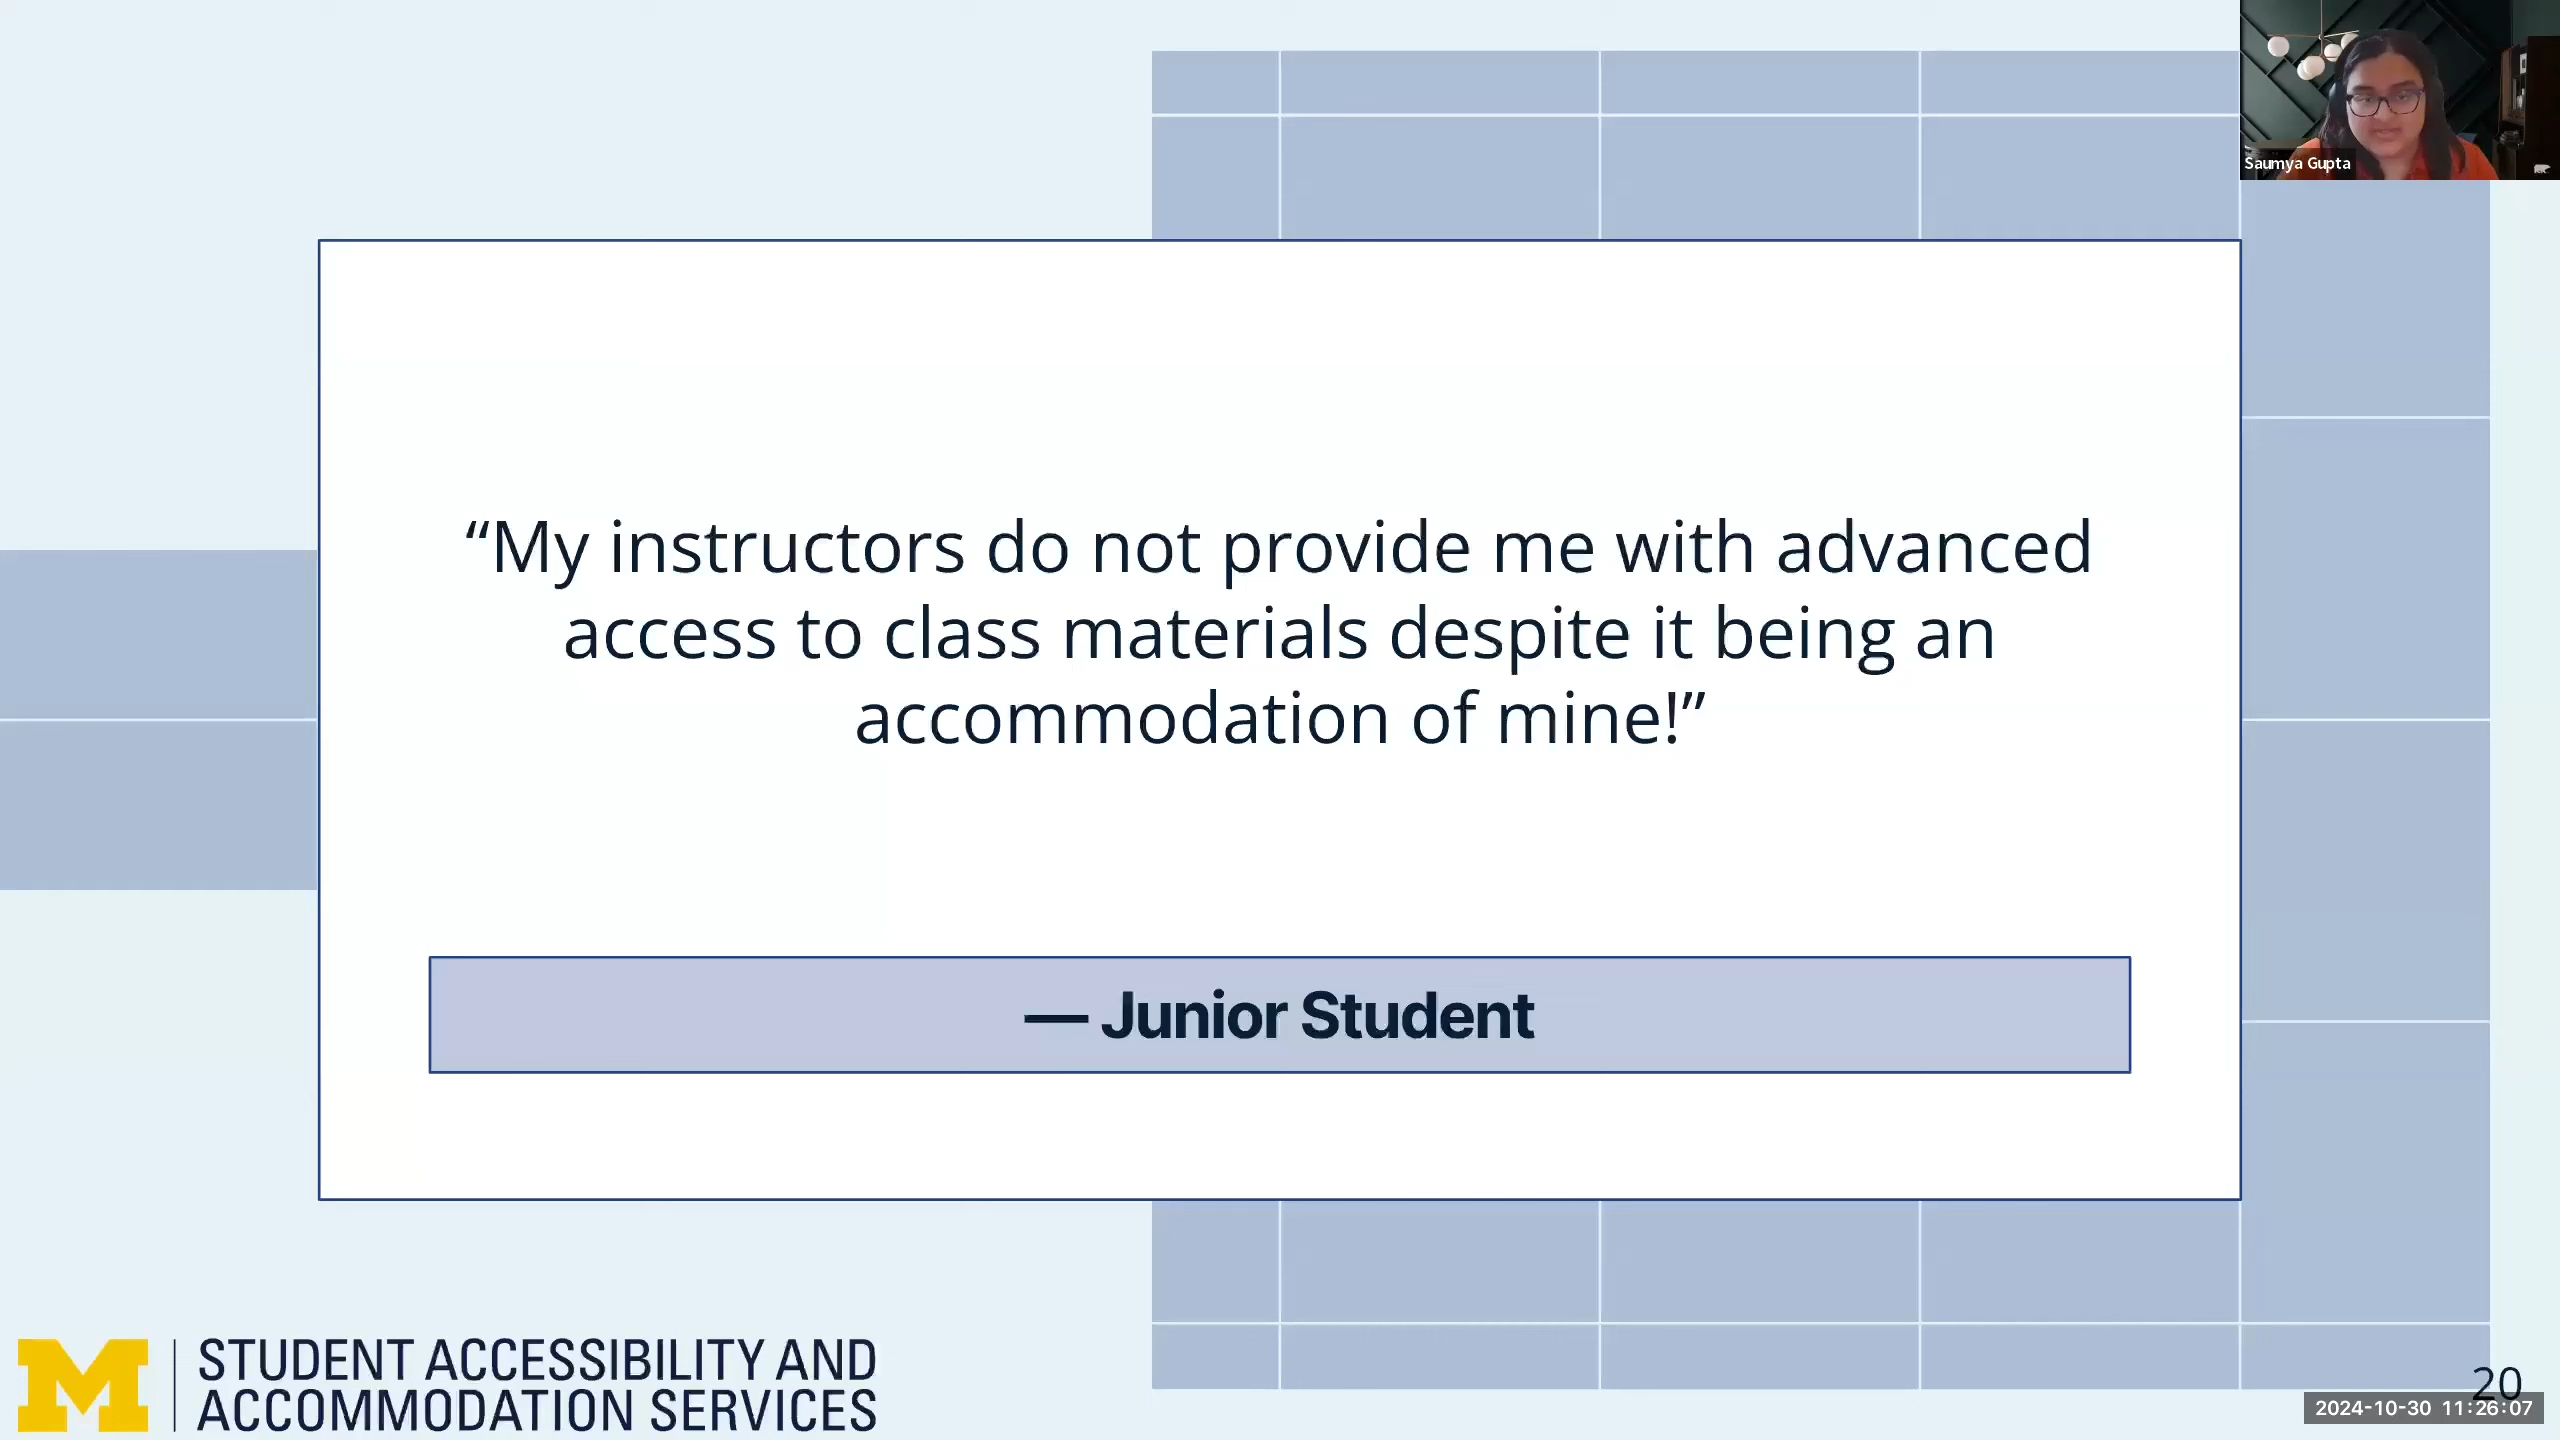 Saumya Gupta
“My instructors do not provide me with advanced
access to class materials despite it being an
accommodation of mine!”
— Junior Student
M
STUDENT ACCESSIBILITY AND
ACCOMMODATION SERVICES
20
2024-10-30 11:26:07